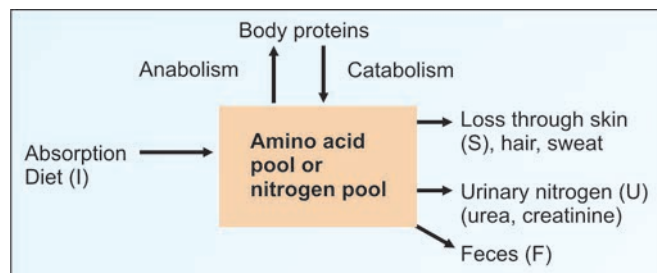 Body proteins
Anabolism
Catabolism
Absorption
Diet (I)
Amino acid
pool or
nitrogen pool
Loss through skin
(S), hair, sweat
Urinary nitrogen (U)
(urea, creatinine)
Feces (F)